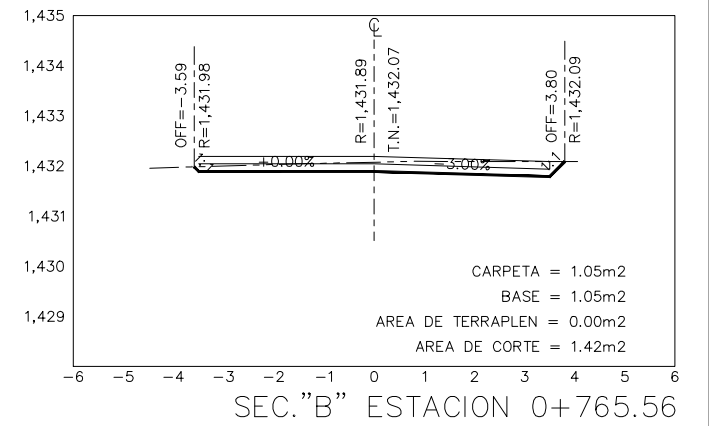 1,435
1,434
1,433
1,432
1,431
1,430
1,429
OFF=-3.59
R=1,431.98
℄
R=1,431.89
T.N.=1,432.07
OFF=3.80
R=1,432.09
+0.00%
-3.00%
CARPETA = 1.05m2
BASE = 1.05m2
AREA DE TERRAPLEN = 0.00m2
AREA DE CORTE = 1.42m2
-6 -5 -4 -3 -2 -1 0 1 2 3 4 5 6
SEC."B" ESTACION 0+765.56